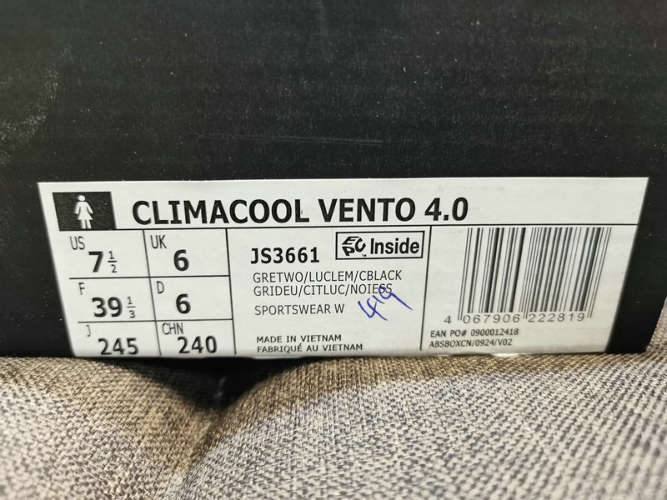 CLIMACOOL VENTO 4.0
US 7 1/2 UK 6
F 39 1/3 D 6
J 245 CHN 240
JS3661 Inside
GRETWO/LUCLEM/CBLACK
GRIDEU/CITLUC/NOIESS
SPORTSWEAR W
419
MADE IN VIETNAM
FABRIQUÉ AU VIETNAM
4 067906 222819
EAN PO# 0900012418
ABSBOXCN/0924/V02